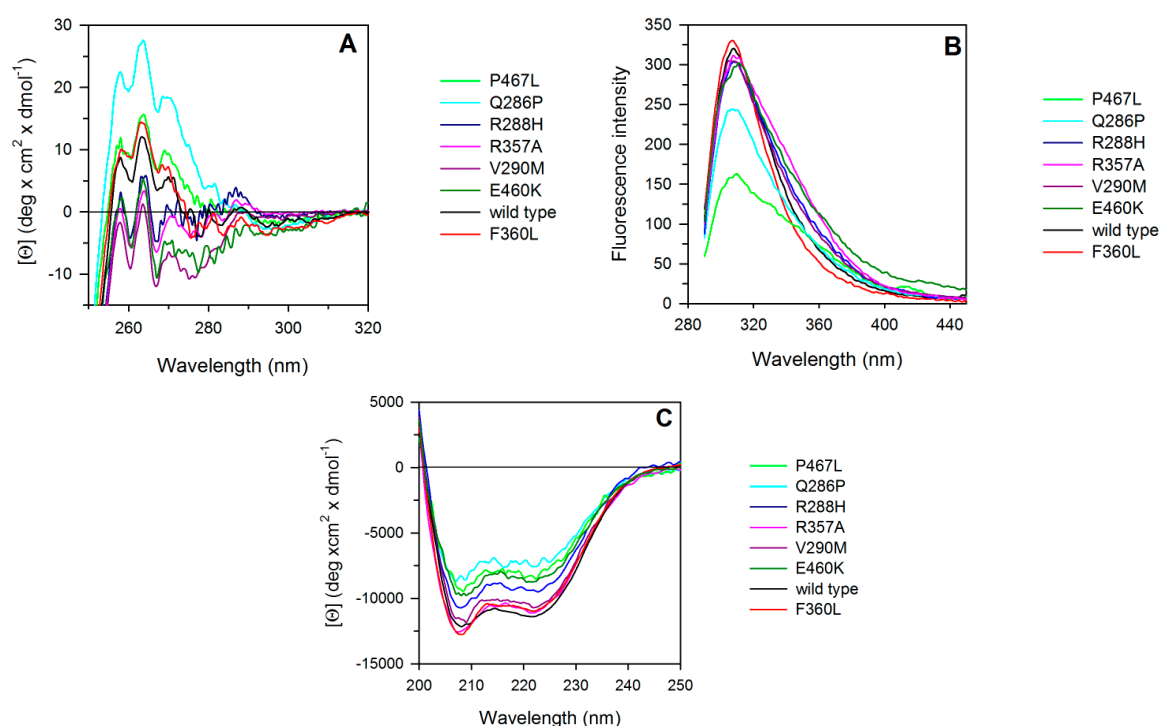 A
30
20
10
0
-10
260 280 300 320
[Θ] (deg x cm² x dmol⁻¹)
Wavelength (nm)
P467L
Q286P
R288H
R357A
V290M
E460K
wild type
F360L
B
350
300
250
200
150
100
50
0
280 320 360 400 440
Fluorescence intensity
Wavelength (nm)
P467L
Q286P
R288H
R357A
V290M
E460K
wild type
F360L
C
5000
0
-5000
-10000
-15000
200 210 220 230 240 250
[Θ] (deg xcm² x dmol⁻¹)
Wavelength (nm)
P467L
Q286P
R288H
R357A
V290M
E460K
wild type
F360L